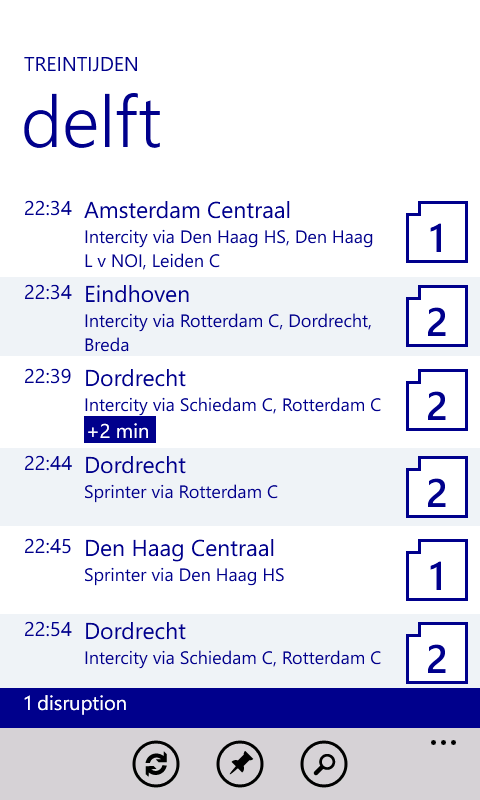 TREINTIJDEN
delft
22:34 Amsterdam Centraal
Intercity via Den Haag HS, Den Haag
L v NOI, Leiden C
1
22:34 Eindhoven
Intercity via Rotterdam C, Dordrecht,
Breda
2
22:39 Dordrecht
Intercity via Schiedam C, Rotterdam C
+2 min
2
22:44 Dordrecht
Sprinter via Rotterdam C
2
22:45 Den Haag Centraal
Sprinter via Den Haag HS
1
22:54 Dordrecht
Intercity via Schiedam C, Rotterdam C
2
1 disruption